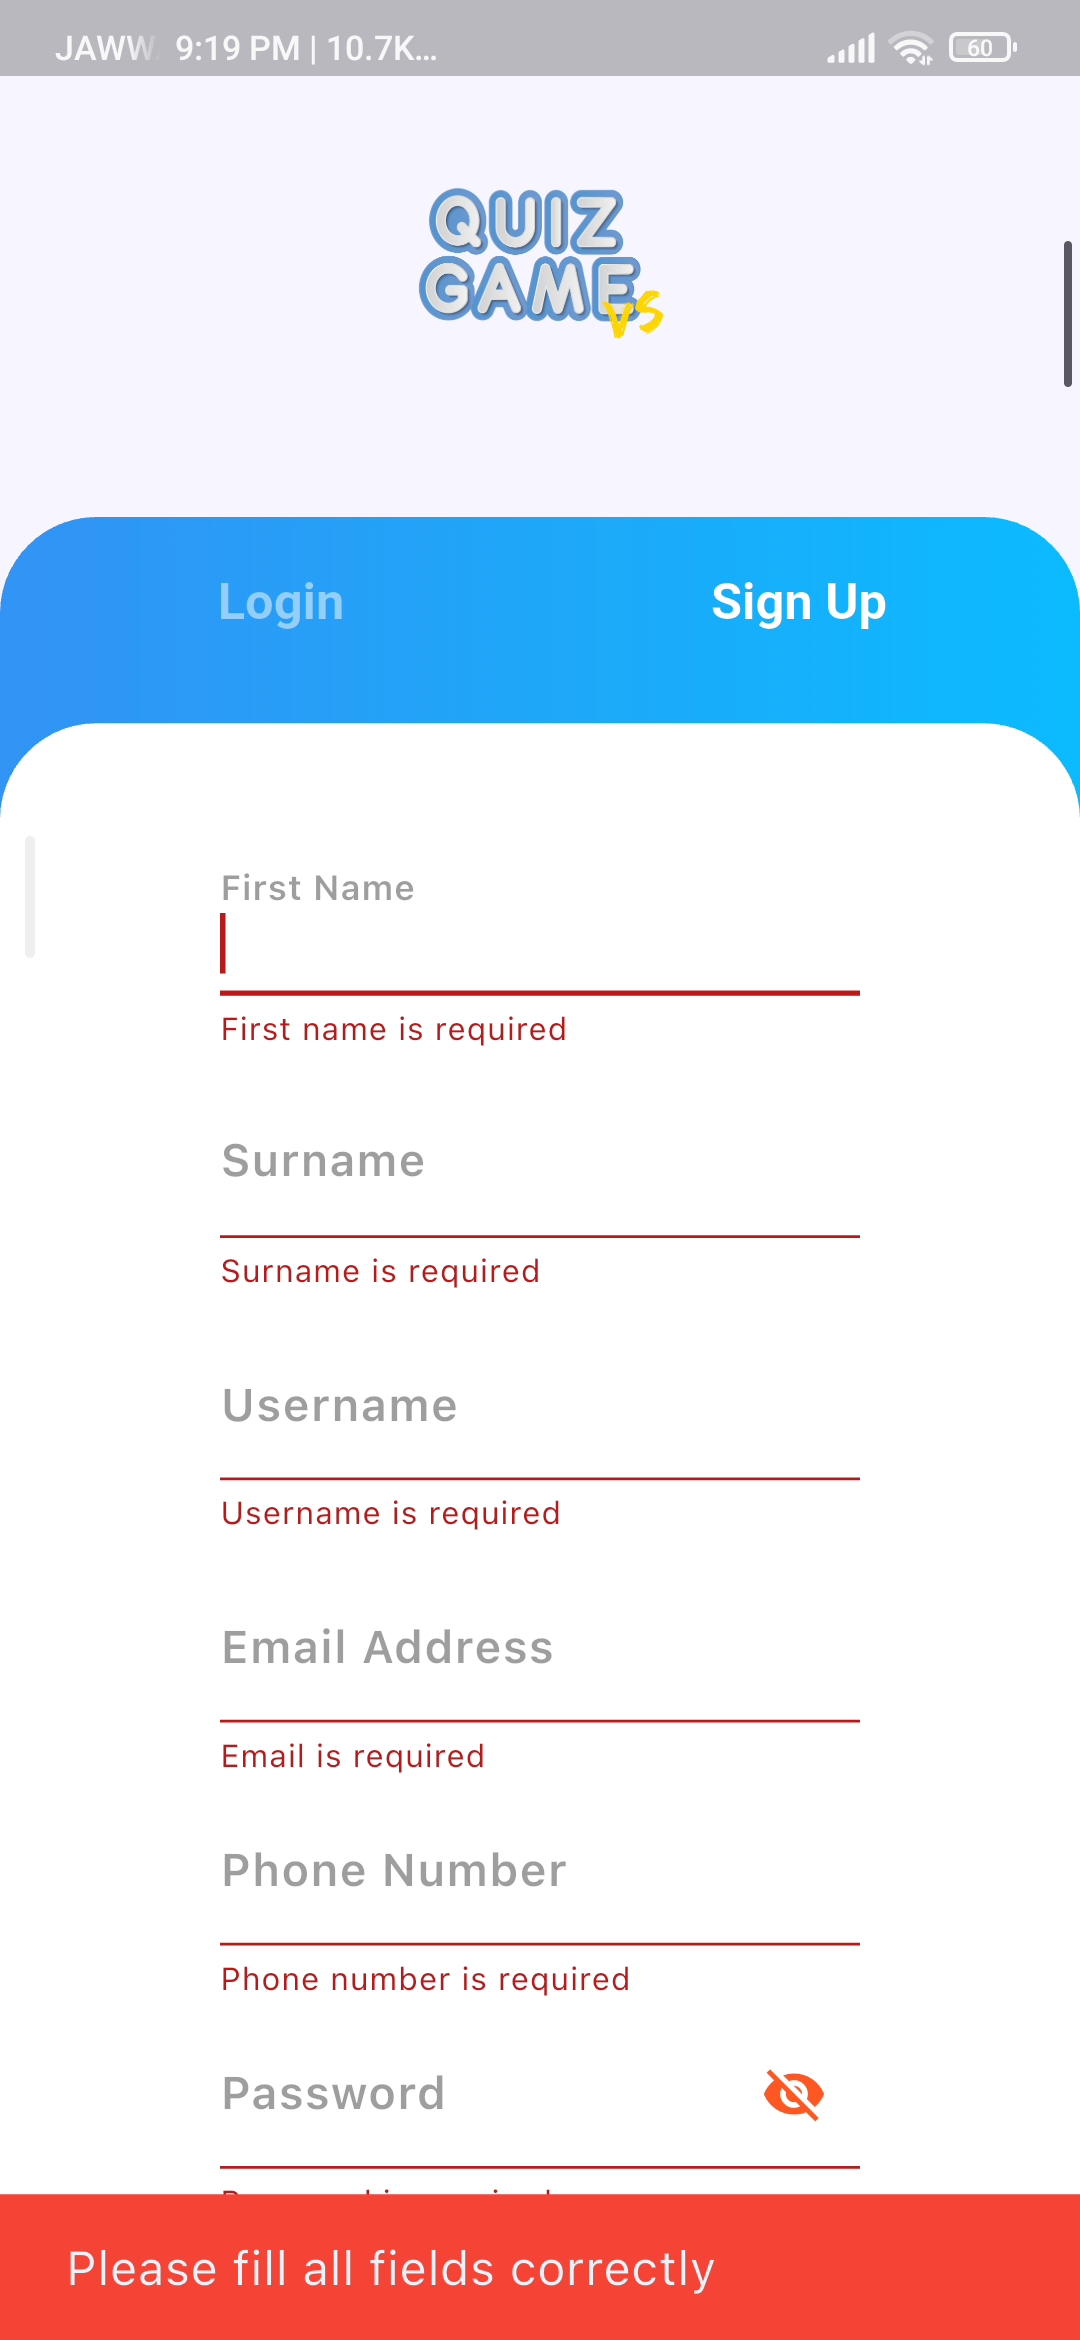 JAWW 9:19 PM | 10.7K... 60
QUIZ
GAME
VS
Login Sign Up
First Name
First name is required
Surname
Surname is required
Username
Username is required
Email Address
Email is required
Phone Number
Phone number is required
Password
Please fill all fields correctly